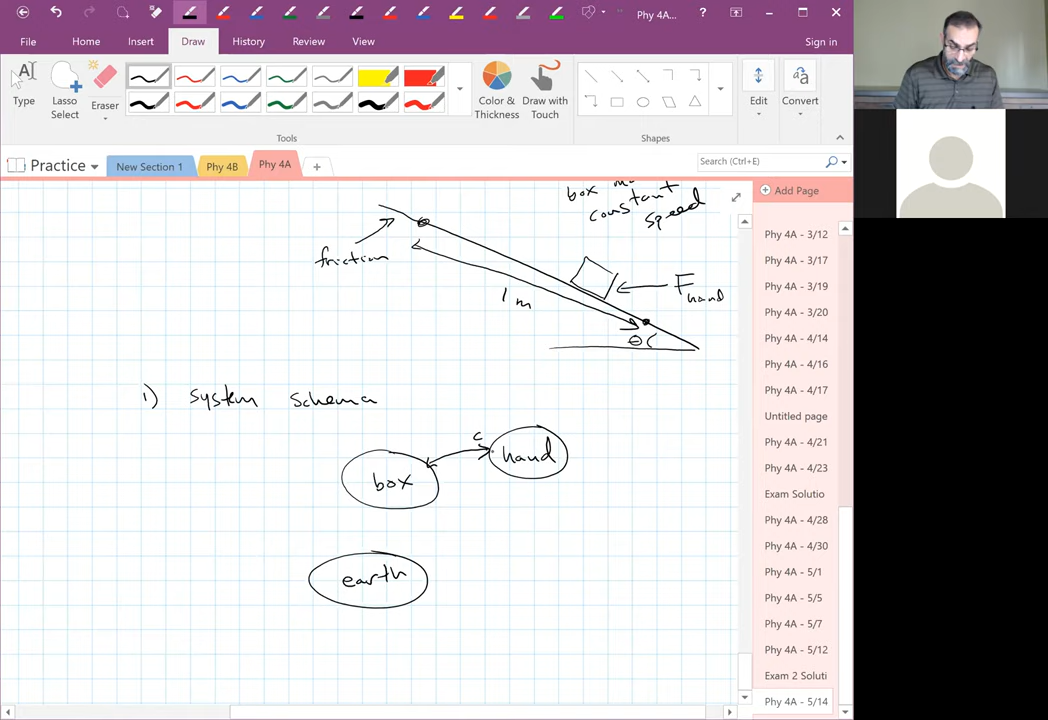 Phy 4A...
?
File
Home
Insert
Draw
History
Review
View
Sign in
Type
Lasso
Select
Eraser
Color &
Thickness
Draw with
Touch
Edit
Convert
Tools
Shapes
Practice
New Section 1
Phy 4B
Phy 4A
+
Search (Ctrl+E)
Add Page
Phy 4A - 3/12
Phy 4A - 3/17
Phy 4A - 3/19
Phy 4A - 3/20
Phy 4A - 4/14
Phy 4A - 4/16
Phy 4A - 4/17
Untitled page
Phy 4A - 4/21
Phy 4A - 4/23
Exam Solutio
Phy 4A - 4/28
Phy 4A - 4/30
Phy 4A - 5/1
Phy 4A - 5/5
Phy 4A - 5/7
Phy 4A - 5/12
Exam 2 Soluti
Phy 4A - 5/14
box
constant
speed
friction
1 m
F hand
θ
1) system schema
c
hand
box
earth